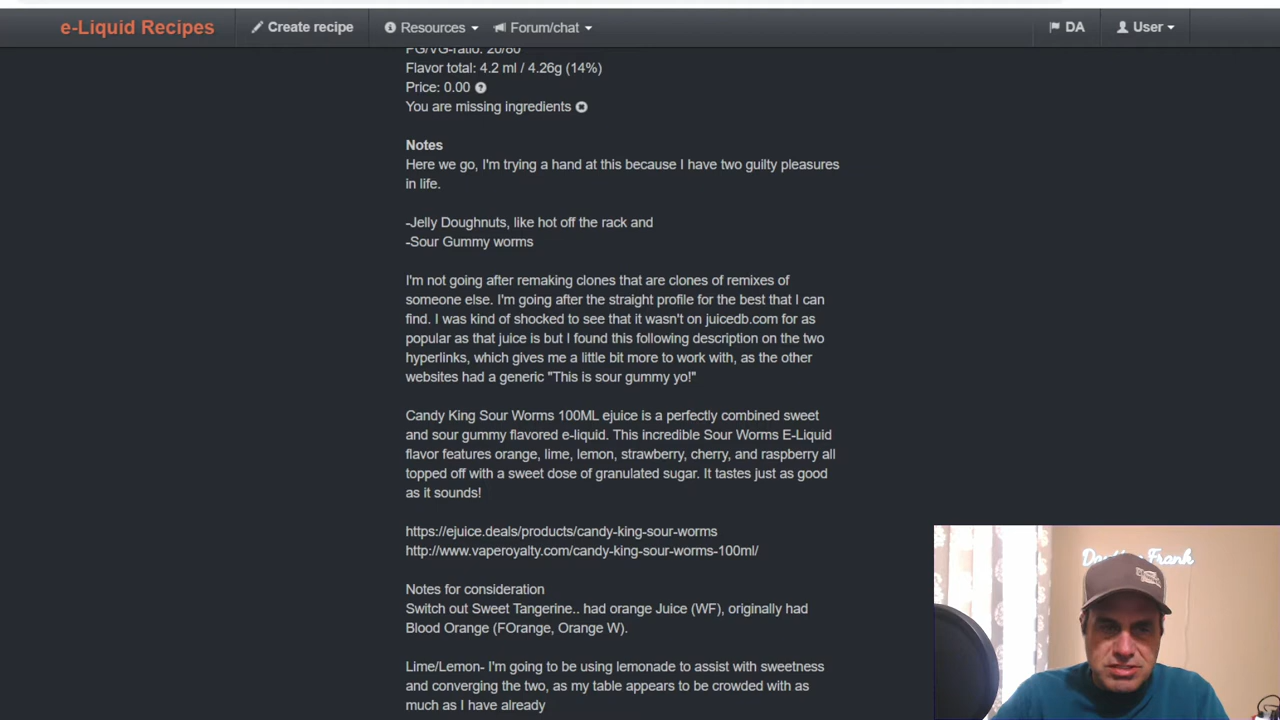 e-Liquid Recipes
Create recipe
Resources
Forum/chat
DA
User
PG/VG-ratio: 20/80
Flavor total: 4.2 ml / 4.26g (14%)
Price: 0.00
You are missing ingredients
Notes
Here we go, I'm trying a hand at this because I have two guilty pleasures
in life.
-Jelly Doughnuts, like hot off the rack and
-Sour Gummy worms
I'm not going after remaking clones that are clones of remixes of
someone else. I'm going after the straight profile for the best that I can
find. I was kind of shocked to see that it wasn't on juicedb.com for as
popular as that juice is but I found this following description on the two
hyperlinks, which gives me a little bit more to work with, as the other
websites had a generic "This is sour gummy yo!"
Candy King Sour Worms 100ML ejuice is a perfectly combined sweet
and sour gummy flavored e-liquid. This incredible Sour Worms E-Liquid
flavor features orange, lime, lemon, strawberry, cherry, and raspberry all
topped off with a sweet dose of granulated sugar. It tastes just as good
as it sounds!
https://ejuice.deals/products/candy-king-sour-worms
http://www.vaperoyalty.com/candy-king-sour-worms-100ml/
Notes for consideration
Switch out Sweet Tangerine.. had orange Juice (WF), originally had
Blood Orange (FOrange, Orange W).
Lime/Lemon- I'm going to be using lemonade to assist with sweetness
and converging the two, as my table appears to be crowded with as
much as I have already
Frank